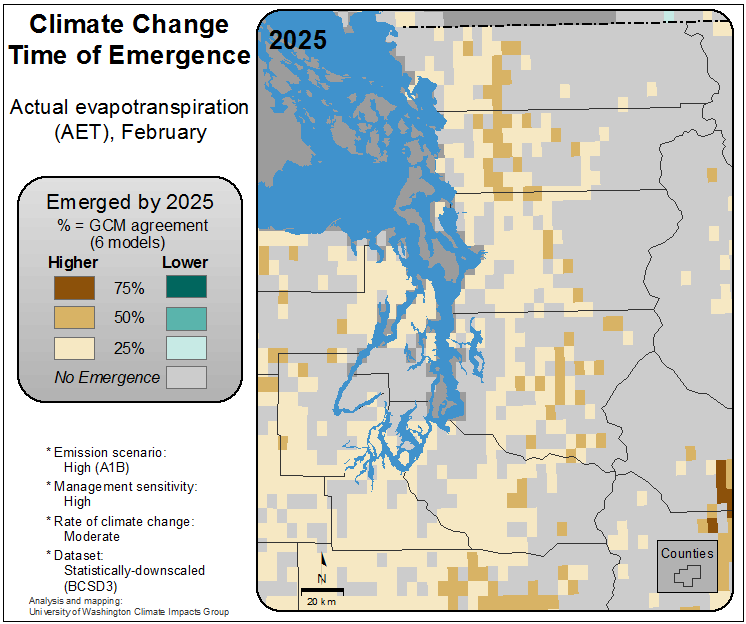 Climate Change
Time of Emergence
Actual evapotranspiration
(AET), February
Emerged by 2025
% = GCM agreement
(6 models)
Higher Lower
75%
50%
25%
No Emergence
* Emission scenario:
High (A1B)
* Management sensitivity:
High
* Rate of climate change:
Moderate
* Dataset:
Statistically-downscaled
(BCSD3)
Analysis and mapping:
University of Washington Climate Impacts Group
2025
N
20 km
Counties